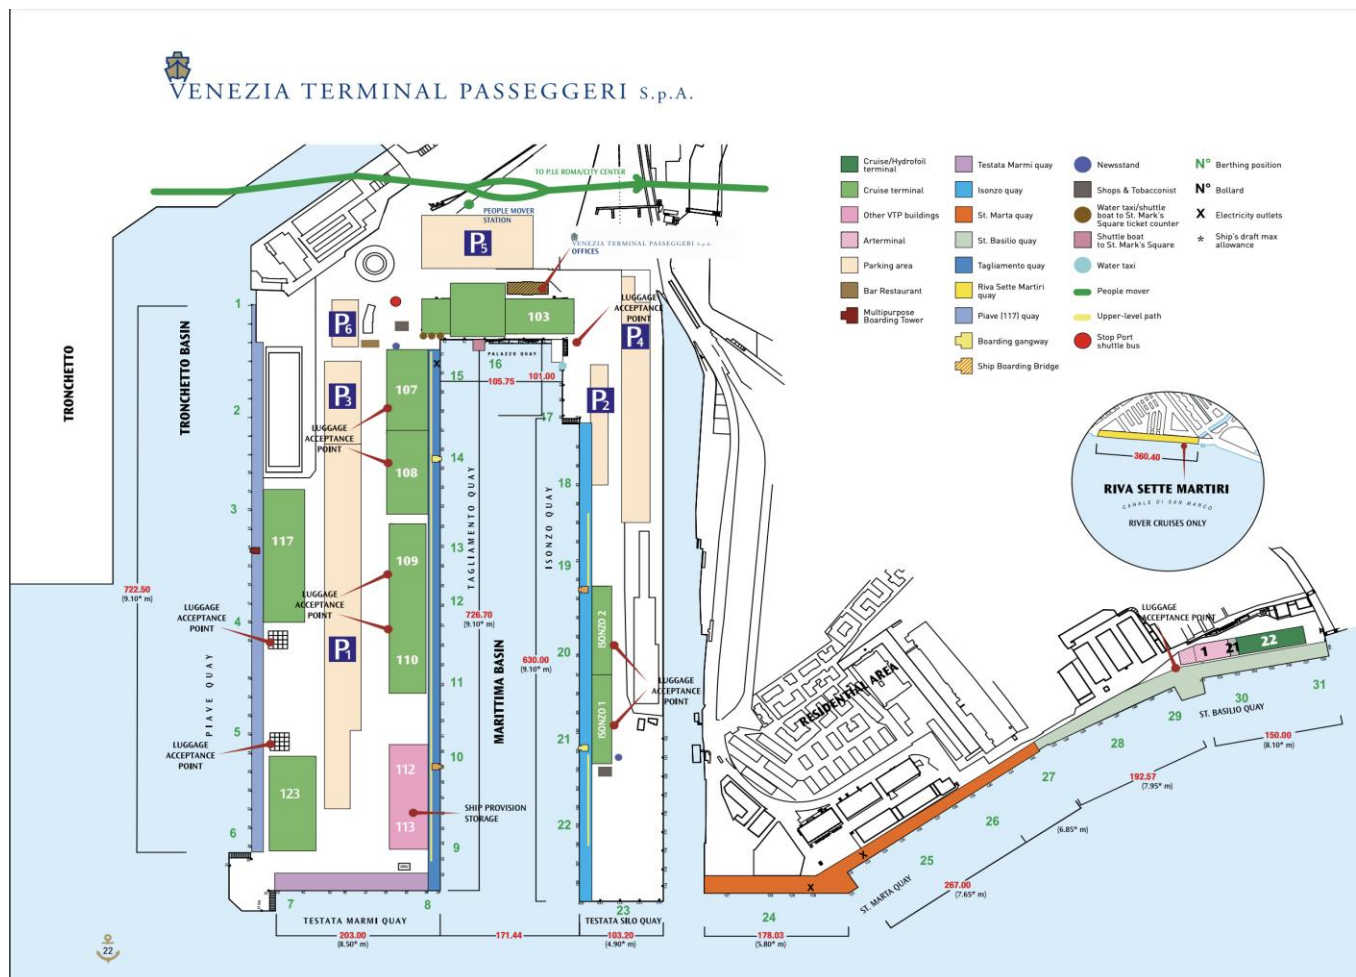 VENEZIA TERMINAL PASSEGGERI S.p.A.
TO P.LE ROMA/CITY CENTER
PEOPLE MOVER
STATION
VENEZIA TERMINAL PASSEGGERI S.p.A.
OFFICES
Cruise/Hydrofoil
terminal
Cruise terminal
Other VTP buildings
Arterminal
Parking area
Bar Restaurant
Multipurpose
Boarding Tower
Testata Marmi quay
Isonzo quay
St. Marta quay
St. Basilio quay
Tagliamento quay
Riva Sette Martiri
quay
Piave (117) quay
Boarding gangway
Ship Boarding Bridge
Newsstand
Shops & Tobacconist
Water taxi/shuttle
boat to St. Mark's
Square ticket counter
Shuttle boat
to St. Mark's Square
Water taxi
People mover
Upper-level path
Stop Port
shuttle bus
N° Berthing position
N° Bollard
X Electricity outlets
* Ship's draft max
allowance
TRONCHETTO
TRONCHETTO BASIN
PIAVE QUAY
1
2
3
4
5
6
722.50
(9.10* m)
P5
P6
P3
P1
P4
P2
103
107
108
109
110
112
113
117
123
LUGGAGE
ACCEPTANCE
POINT
LUGGAGE
ACCEPTANCE
POINT
LUGGAGE
ACCEPTANCE
POINT
LUGGAGE
ACCEPTANCE
POINT
LUGGAGE
ACCEPTANCE
POINT
SHIP PROVISION
STORAGE
PALAZZO QUAY
16
105.75
101.00
15
14
13
12
11
10
9
TAGLIAMENTO QUAY
726.70
(9.10* m)
MARITTIMA BASIN
ISONZO QUAY
630.00
(9.10* m)
17
18
19
20
21
22
ISONZO 2
ISONZO 1
LUGGAGE
ACCEPTANCE
POINT
X
7
8
TESTATA MARMI QUAY
203.00
(8.50* m)
171.44
23
TESTATA SILO QUAY
103.20
(4.90* m)
24
178.03
(5.80* m)
X
X
RESIDENTIAL AREA
ST. MARTA QUAY
25
26
27
267.00
(7.65* m)
(6.85* m)
28
29
192.57
(7.95* m)
30
31
ST. BASILIO QUAY
150.00
(8.10* m)
LUGGAGE
ACCEPTANCE POINT
1
21
22
360.40
RIVA SETTE MARTIRI
CANALE DI SAN MARCO
RIVER CRUISES ONLY
22